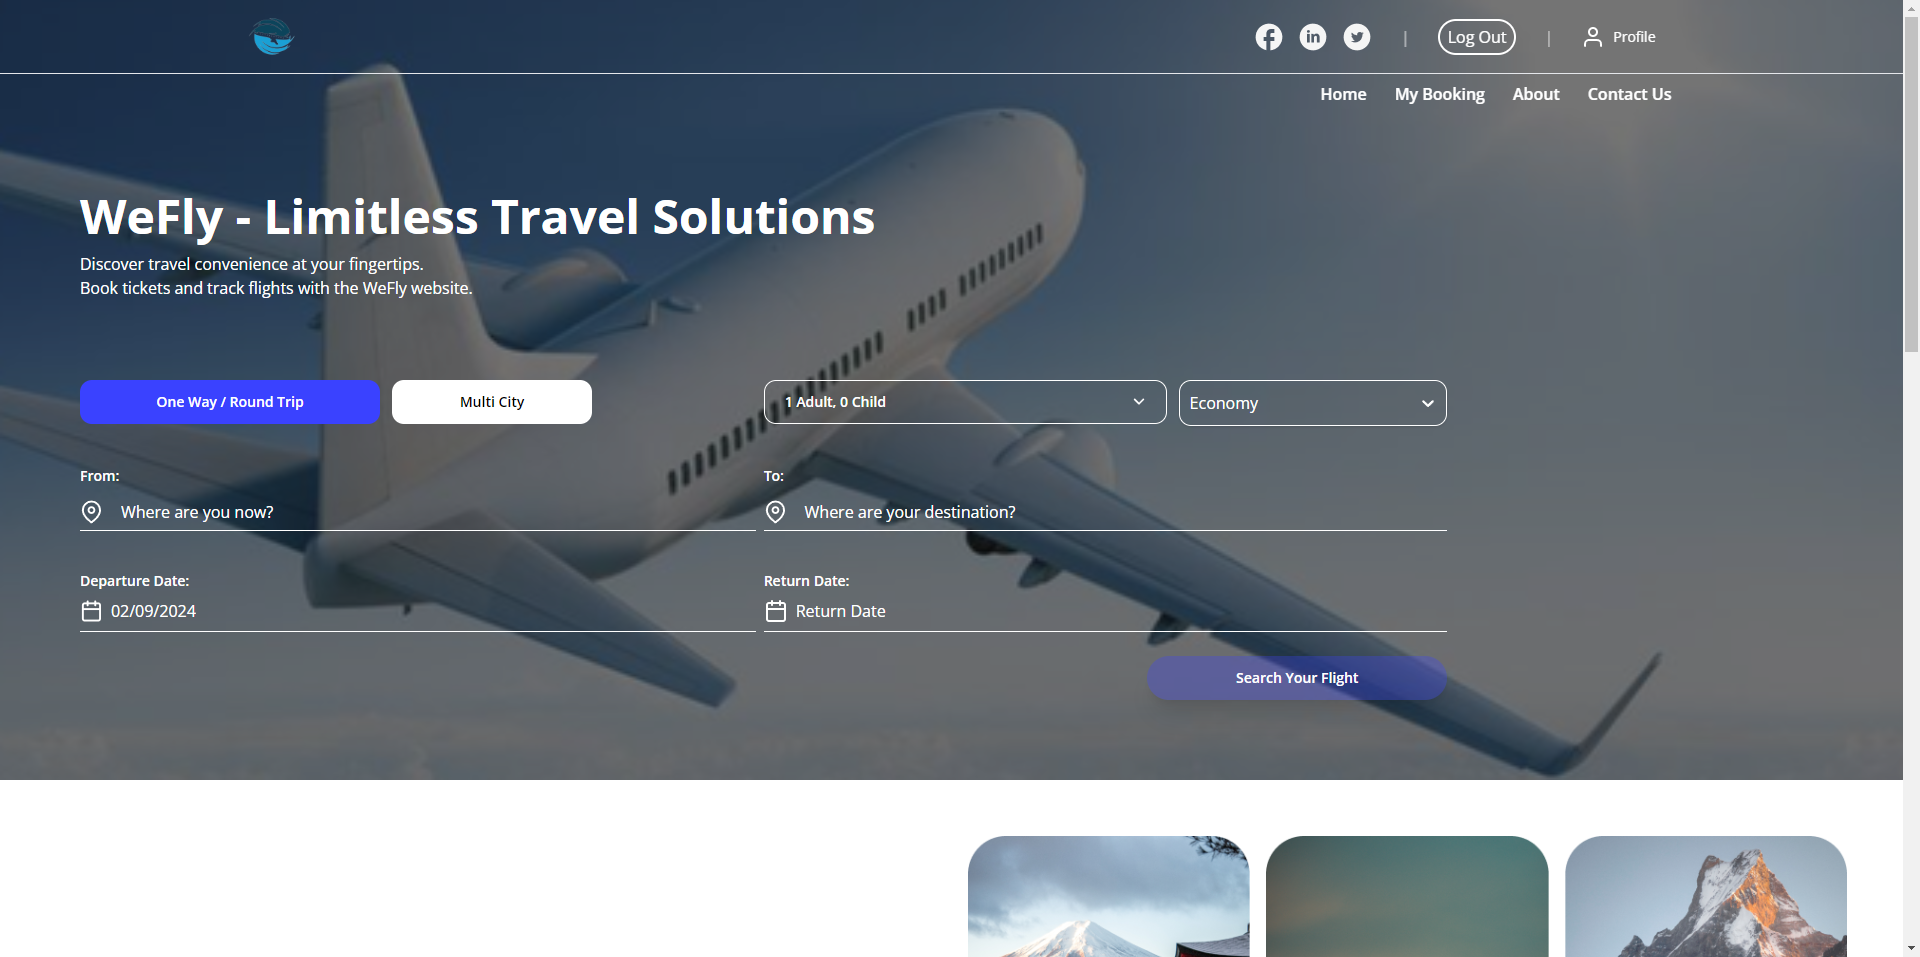 Log Out
Profile
Home
My Booking
About
Contact Us
WeFly - Limitless Travel Solutions
Discover travel convenience at your fingertips.
Book tickets and track flights with the WeFly website.
One Way / Round Trip
Multi City
1 Adult, 0 Child
Economy
From:
Where are you now?
To:
Where are your destination?
Departure Date:
02/09/2024
Return Date:
Return Date
Search Your Flight